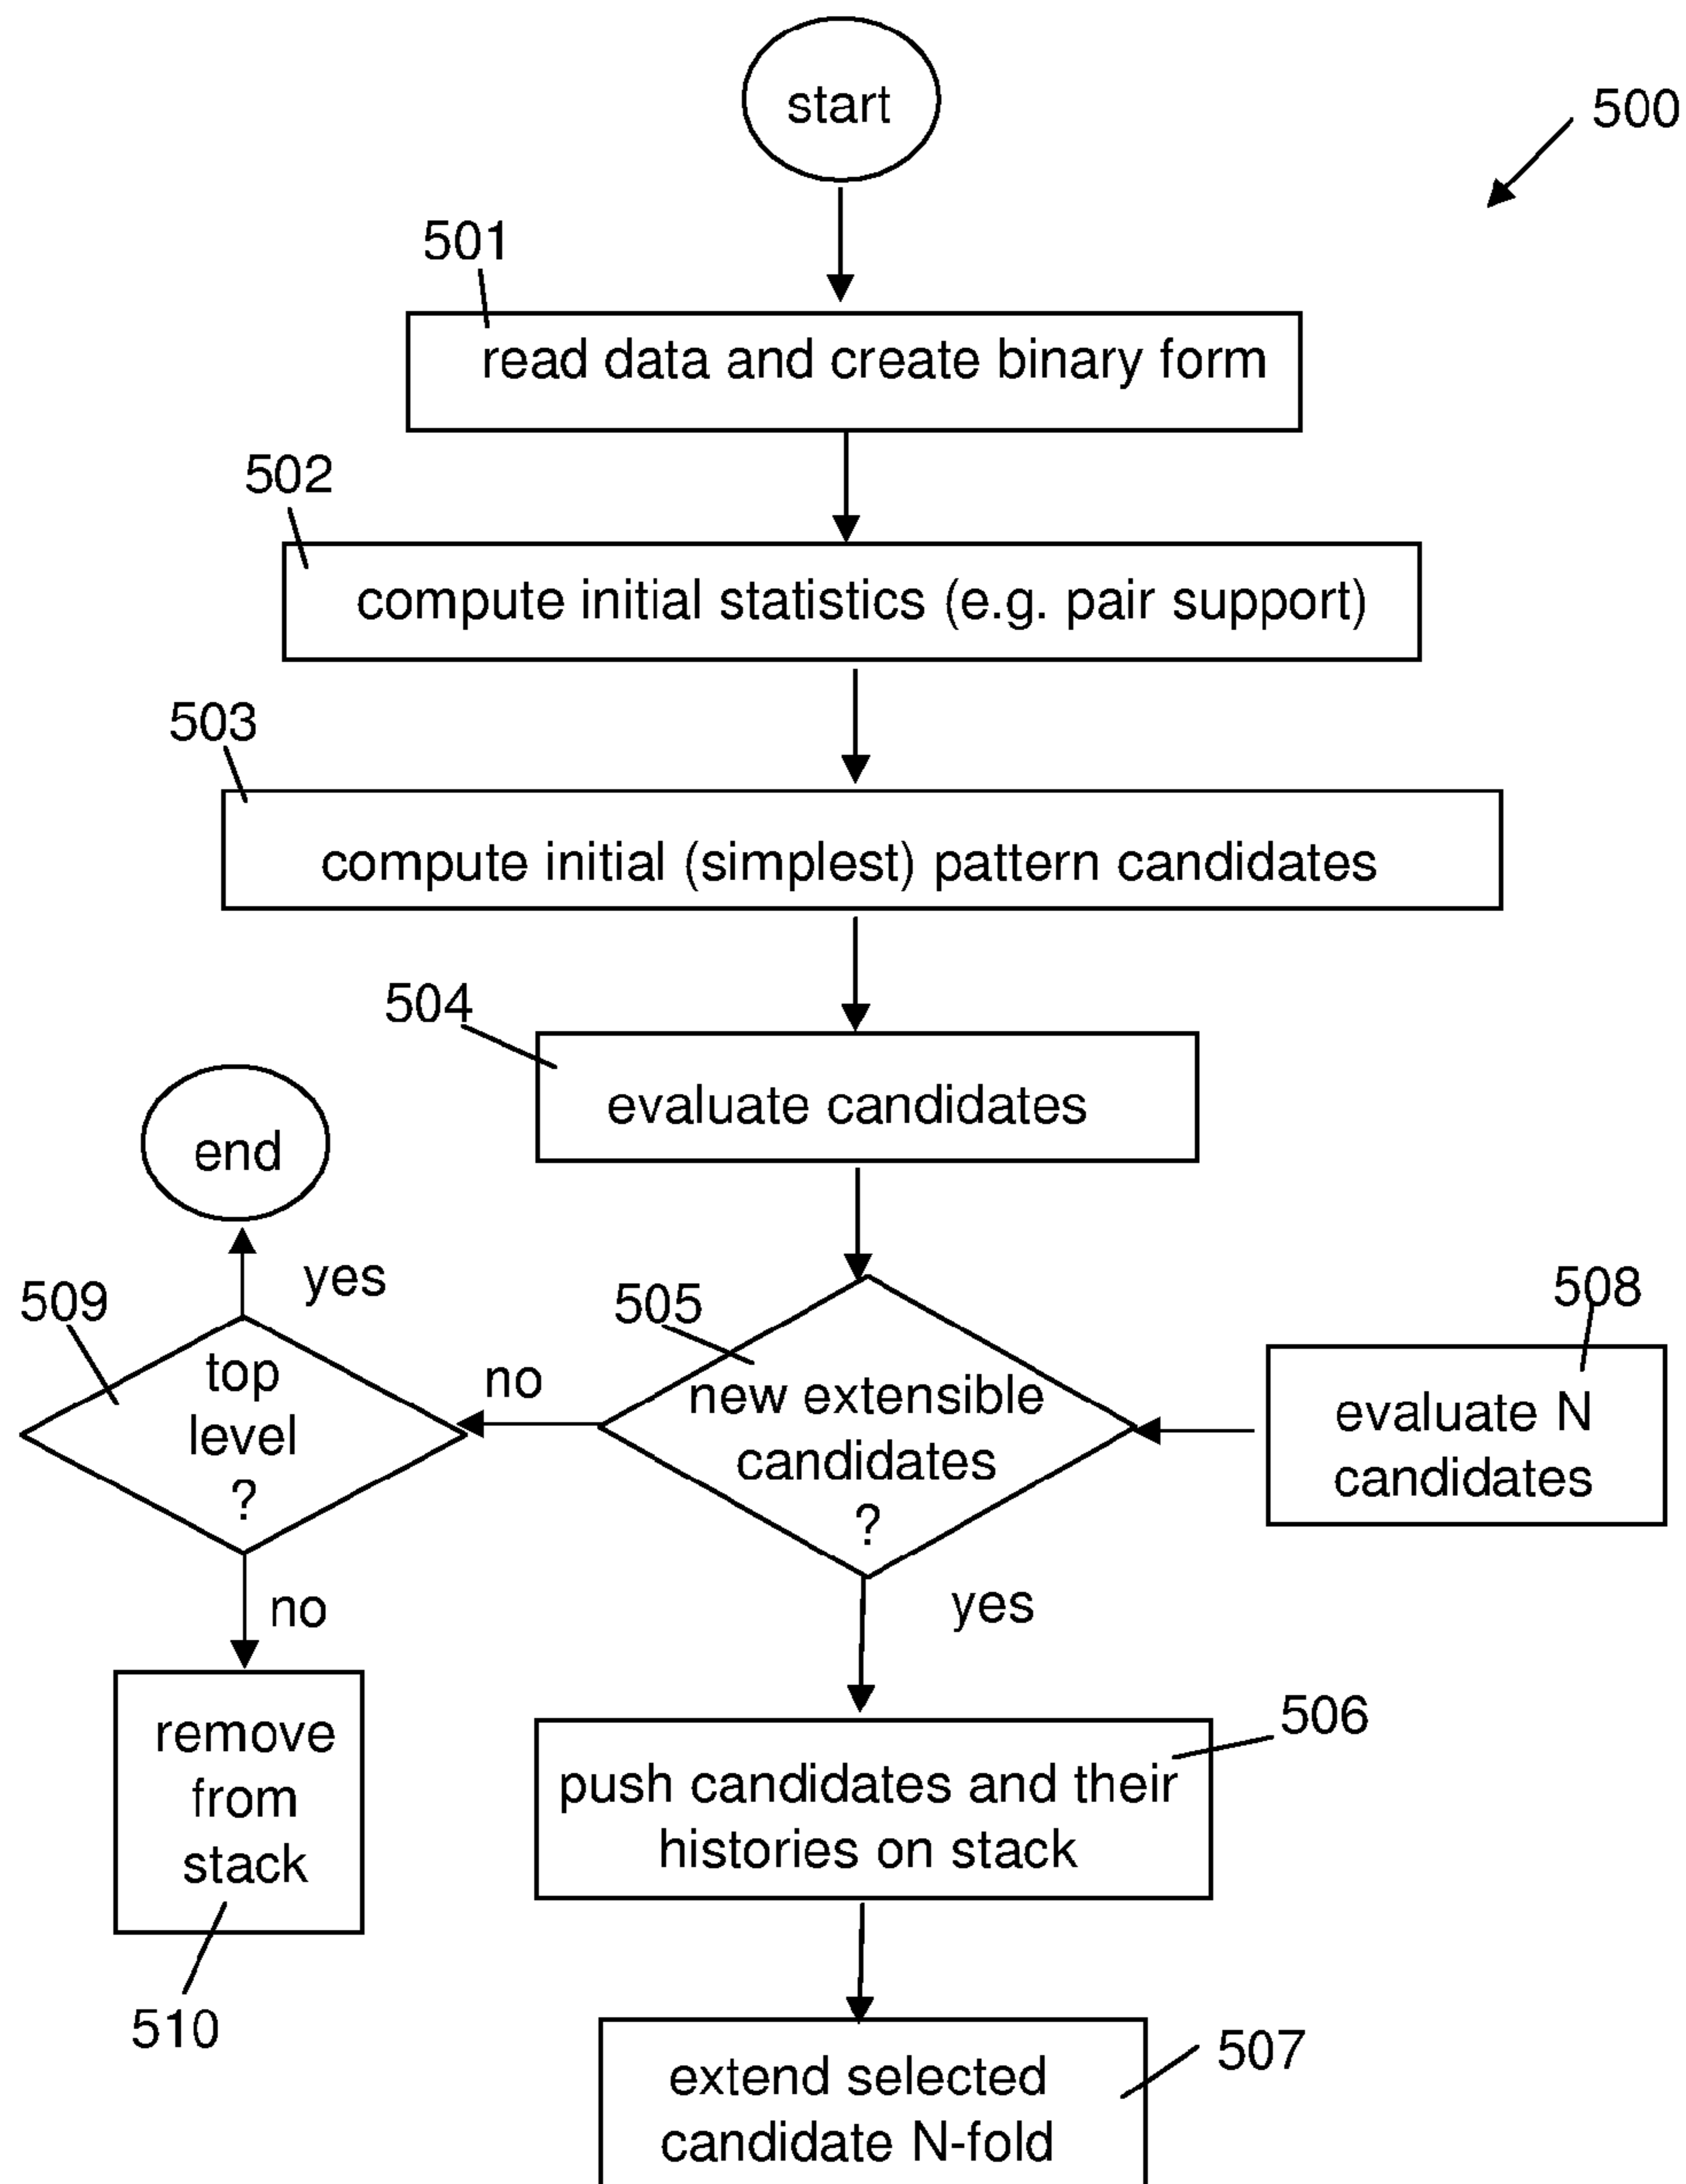 start
500
501
read data and create binary form
502
compute initial statistics (e.g. pair support)
503
compute initial (simplest) pattern candidates
504
evaluate candidates
end
yes
509
top
level
?
no
505
new extensible
candidates
?
508
evaluate N
candidates
no
yes
remove
from
stack
510
506
push candidates and their
histories on stack
507
extend selected
candidate N-fold